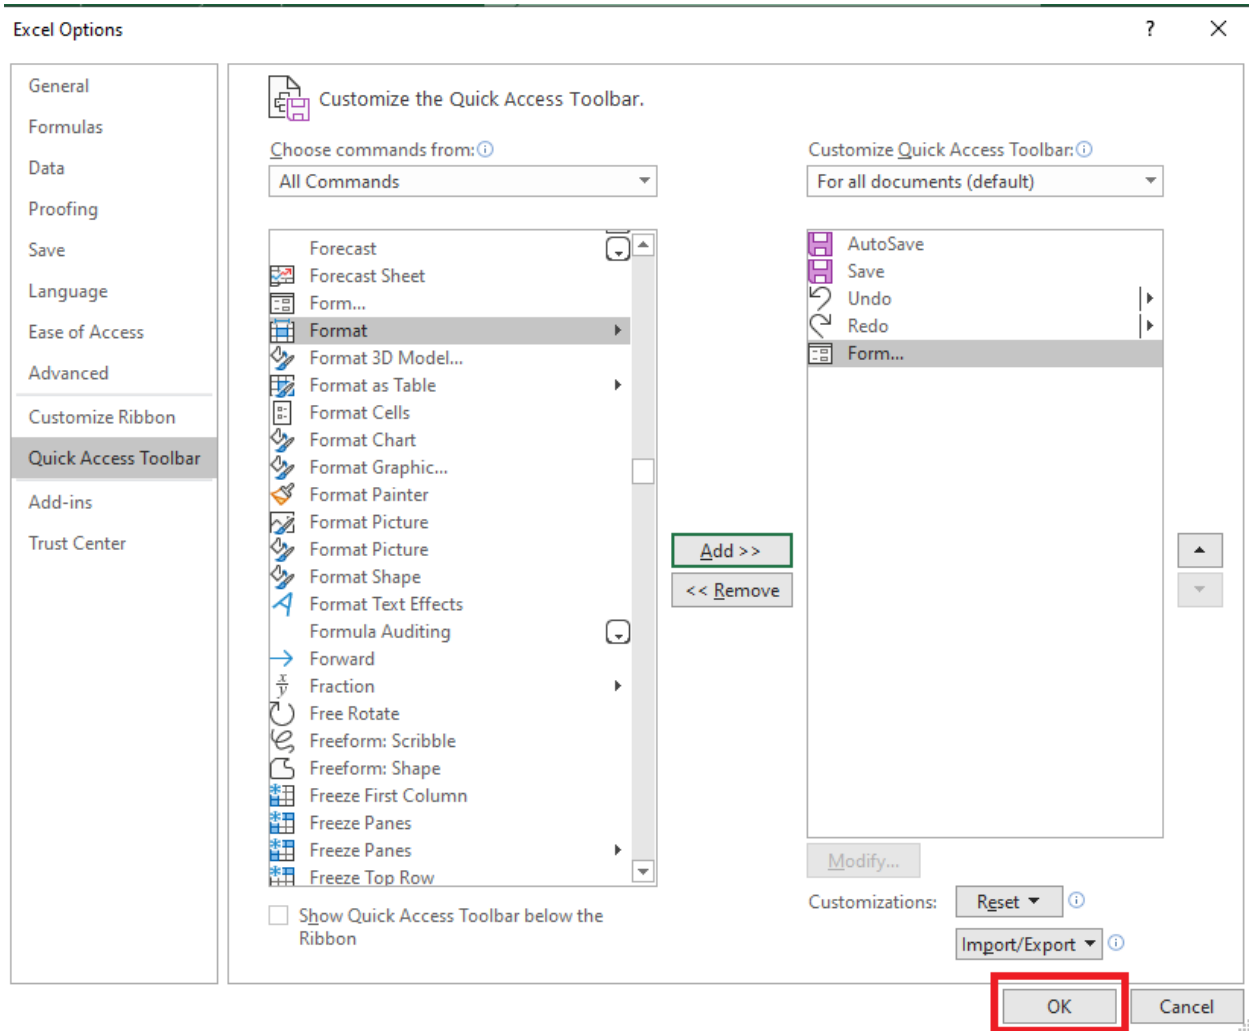 Excel Options
?
General
Formulas
Data
Proofing
Save
Language
Ease of Access
Advanced
Customize Ribbon
Quick Access Toolbar
Add-ins
Trust Center
Customize the Quick Access Toolbar.
Choose commands from:
All Commands
Forecast
Forecast Sheet
Form...
Format
Format 3D Model...
Format as Table
Format Cells
Format Chart
Format Graphic...
Format Painter
Format Picture
Format Picture
Format Shape
Format Text Effects
Formula Auditing
Forward
Fraction
Free Rotate
Freeform: Scribble
Freeform: Shape
Freeze First Column
Freeze Panes
Freeze Panes
Freeze Top Row
Show Quick Access Toolbar below the
Ribbon
Add >>
<< Remove
Customize Quick Access Toolbar:
For all documents (default)
AutoSave
Save
Undo
Redo
Form...
Modify...
Customizations:
Reset
Import/Export
OK
Cancel